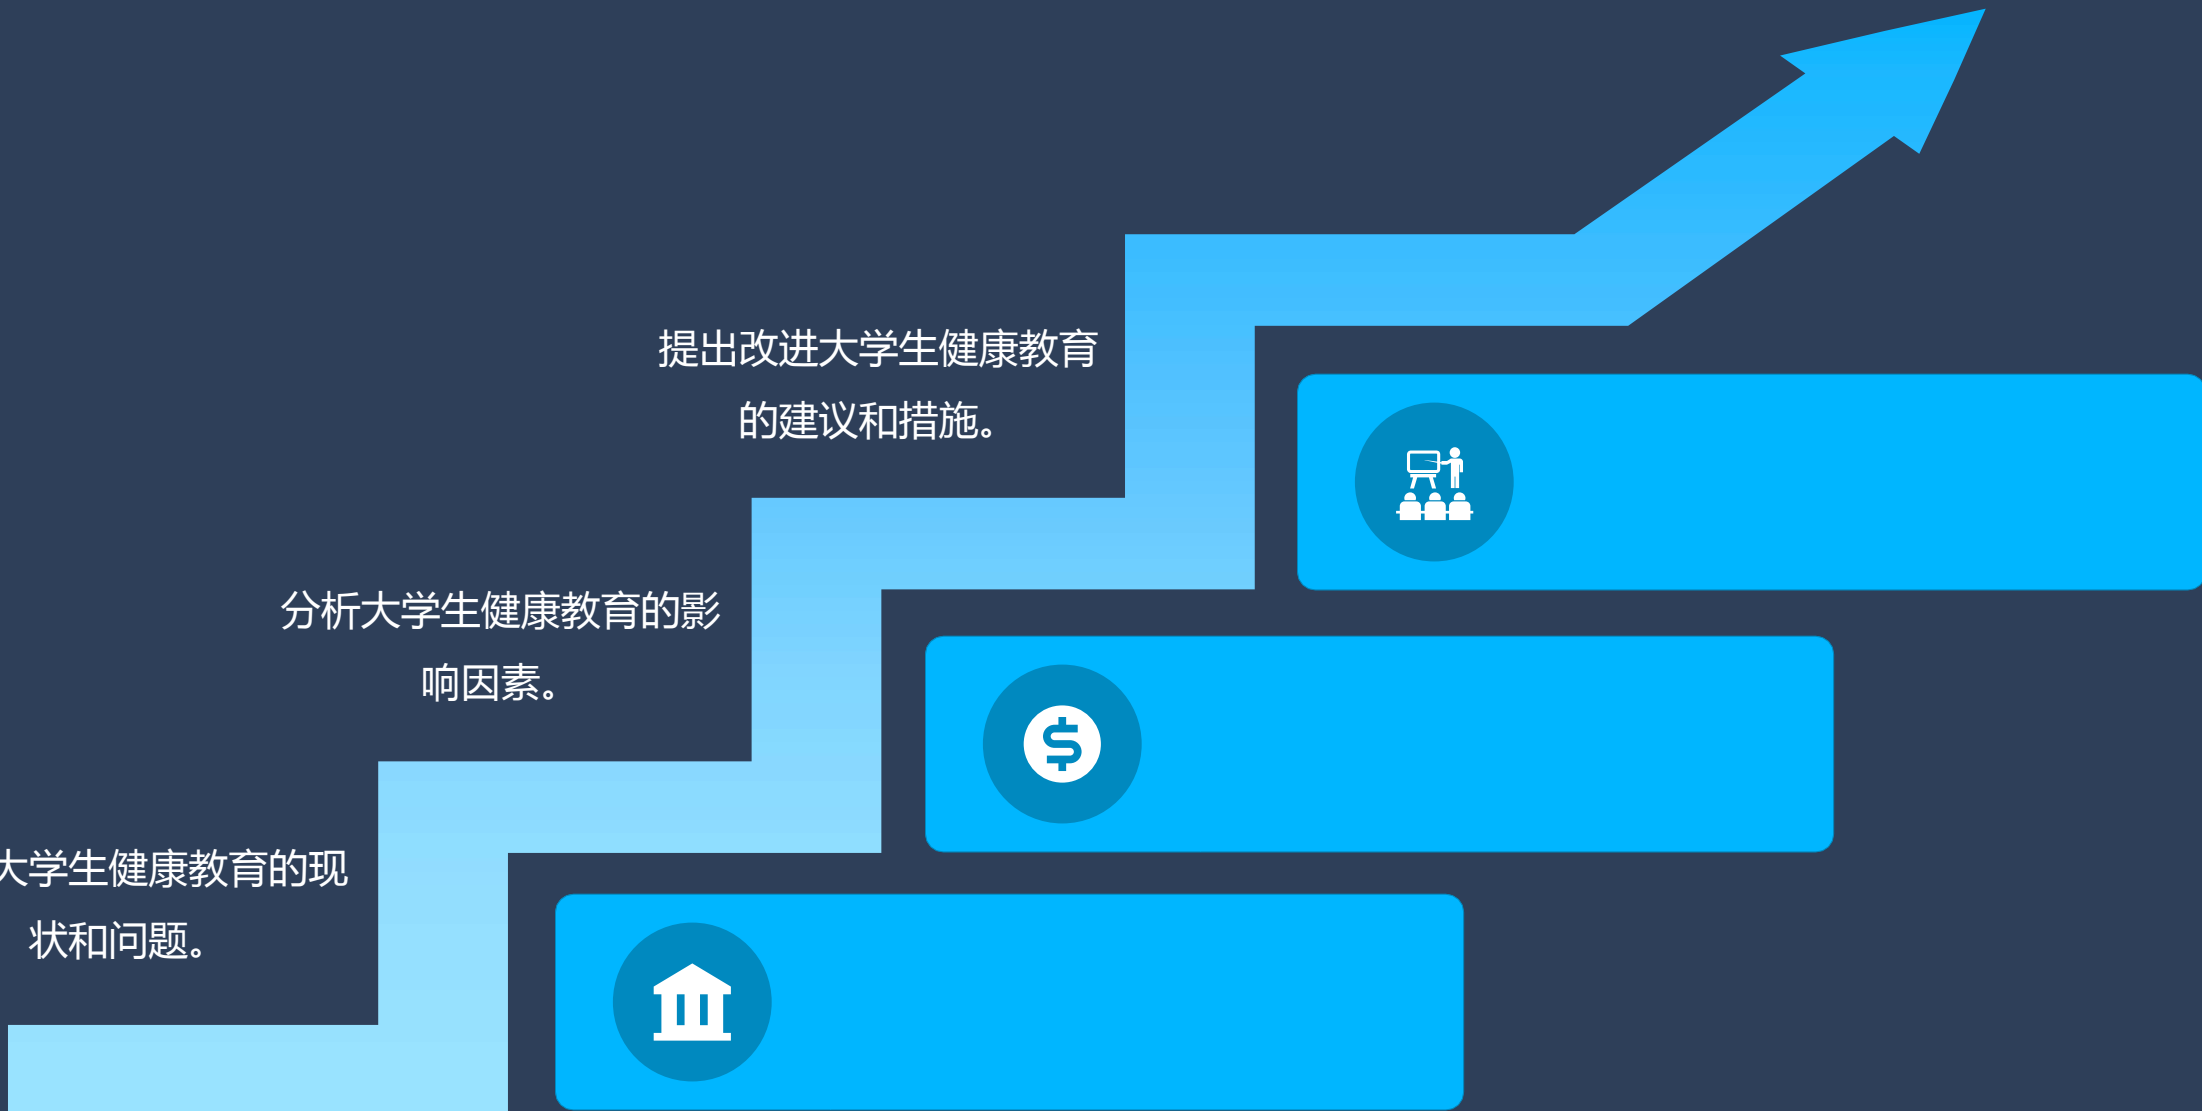 提出改进大学生健康教育
的建议和措施。
分析大学生健康教育的影
响因素。
大学生健康教育的现
状和问题。